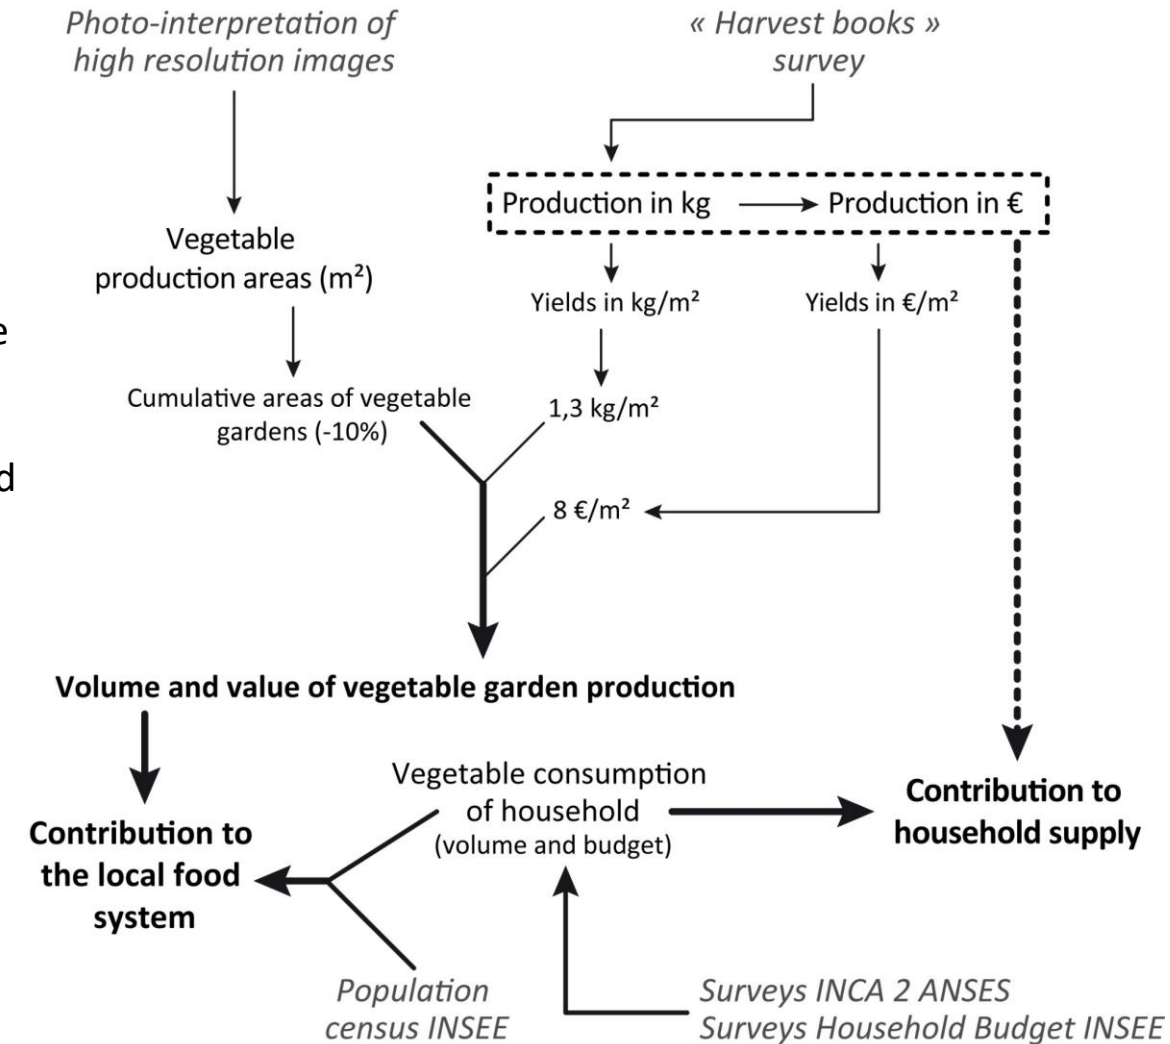 Photo-interpretation of
high resolution images
« Harvest books »
survey
Production in kg
Production in €
Vegetable
production areas (m²)
Yields in kg/m²
Yields in €/m²
e
Cumulative areas of vegetable
gardens (-10%)
1,3 kg/m²
d
8 €/m²
Volume and value of vegetable garden production
Vegetable consumption
of household
(volume and budget)
Contribution to
household supply
Contribution to
the local food
system
Population
census INSEE
Surveys INCA 2 ANSES
Surveys Household Budget INSEE